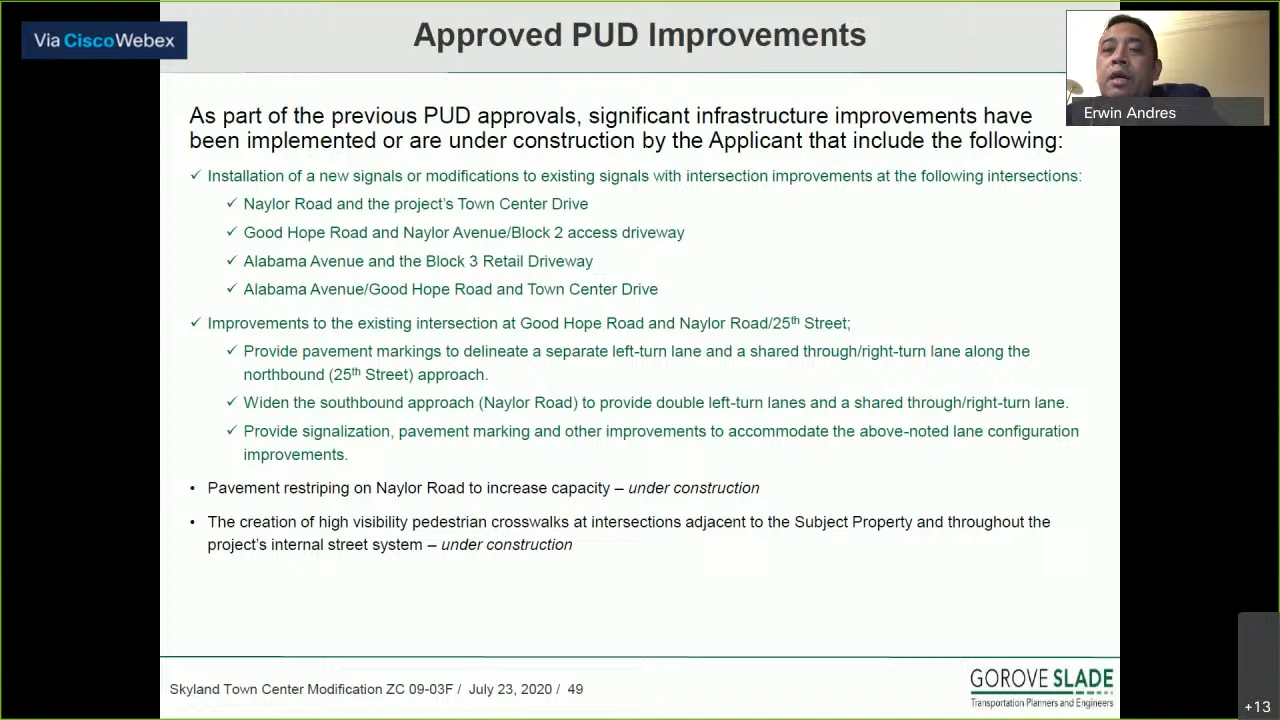 Via CiscoWebex
Approved PUD Improvements
Erwin Andres
As part of the previous PUD approvals, significant infrastructure improvements have
been implemented or are under construction by the Applicant that include the following:
✓ Installation of a new signals or modifications to existing signals with intersection improvements at the following intersections:
✓ Naylor Road and the project's Town Center Drive
✓ Good Hope Road and Naylor Avenue/Block 2 access driveway
✓ Alabama Avenue and the Block 3 Retail Driveway
✓ Alabama Avenue/Good Hope Road and Town Center Drive
✓ Improvements to the existing intersection at Good Hope Road and Naylor Road/25th Street;
✓ Provide pavement markings to delineate a separate left-turn lane and a shared through/right-turn lane along the
northbound (25th Street) approach.
✓ Widen the southbound approach (Naylor Road) to provide double left-turn lanes and a shared through/right-turn lane.
✓ Provide signalization, pavement marking and other improvements to accommodate the above-noted lane configuration
improvements.
• Pavement restriping on Naylor Road to increase capacity – under construction
• The creation of high visibility pedestrian crosswalks at intersections adjacent to the Subject Property and throughout the
project's internal street system – under construction
Skyland Town Center Modification ZC 09-03F / July 23, 2020 / 49
GOROVE SLADE
Transportation Planners and Engineers
+13